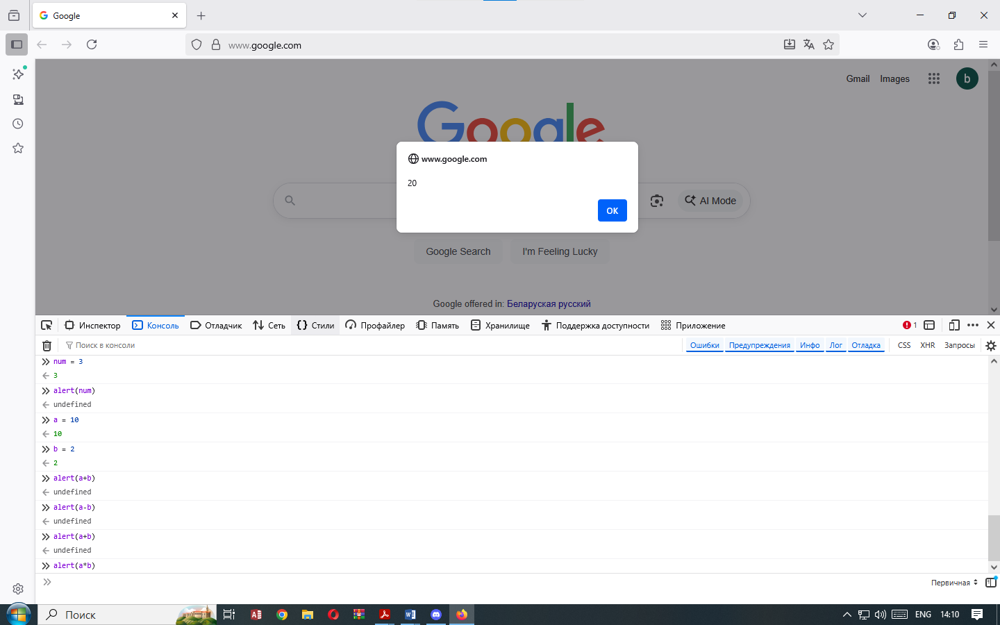 Google
www.google.com
Gmail Images b
Google
www.google.com
20
OK
AI Mode
Google Search I'm Feeling Lucky
Google offered in: Беларуская русский
Инспектор Консоль Отладчик Сеть Стили Профайлер Память Хранилище Поддержка доступности Приложение 1
Поиск в консоли Ошибки Предупреждения Инфо Лог Отладка CSS XHR Запросы
num = 3
3
alert(num)
undefined
a = 10
10
b = 2
2
alert(a+b)
undefined
alert(a-b)
undefined
alert(a+b)
undefined
alert(a*b)
Первичная
Поиск ENG 14:10